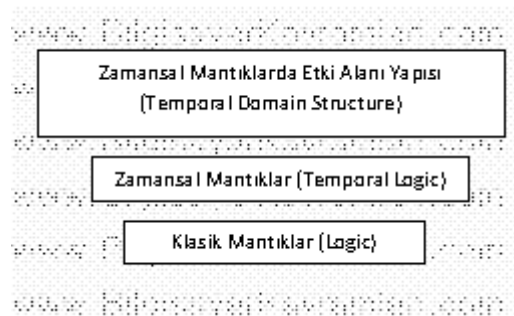 Zamansal Mantıklarda Etki Alanı Yapısı
(Temporal Domain Structure)
Zamansal Mantıklar (Temporal Logic)
Klasik Mantıklar (Logic)